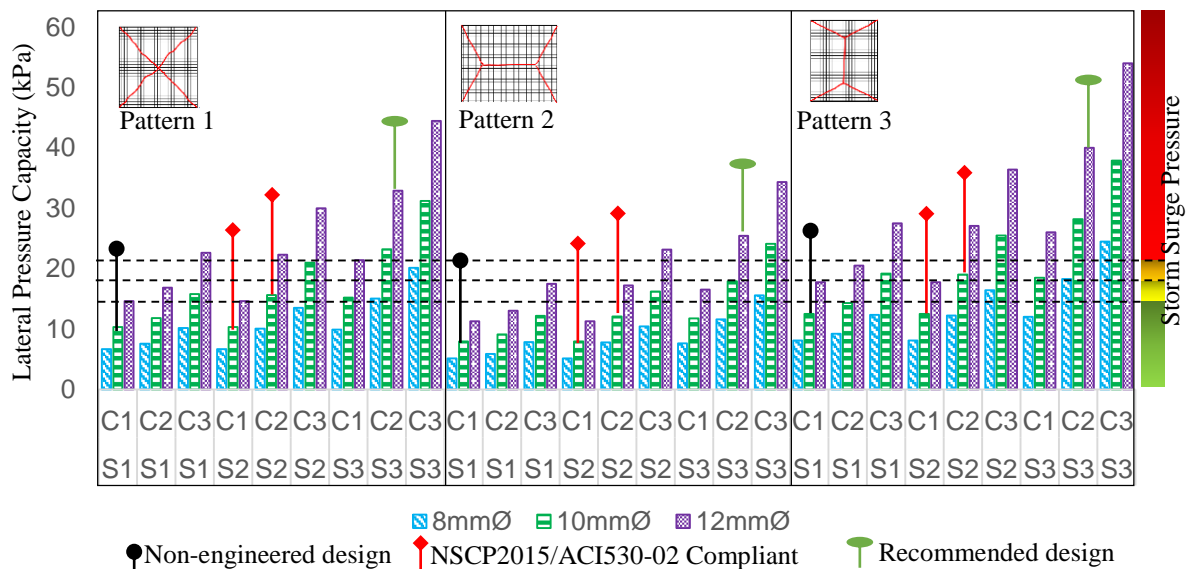 Lateral Pressure Capacity (kPa)
60
50
40
30
20
10
0
Pattern 1
Pattern 2
Pattern 3
Storm Surge Pressure
C1 C2 C3 C1 C2 C3 C1 C2 C3 C1 C2 C3 C1 C2 C3 C1 C2 C3 C1 C2 C3 C1 C2 C3 C1 C2 C3
S1 S1 S1 S2 S2 S2 S3 S3 S3 S1 S1 S1 S2 S2 S2 S3 S3 S3 S1 S1 S1 S2 S2 S2 S3 S3 S3
8mmØ 10mmØ 12mmØ
Non-engineered design NSCP2015/ACI530-02 Compliant Recommended design